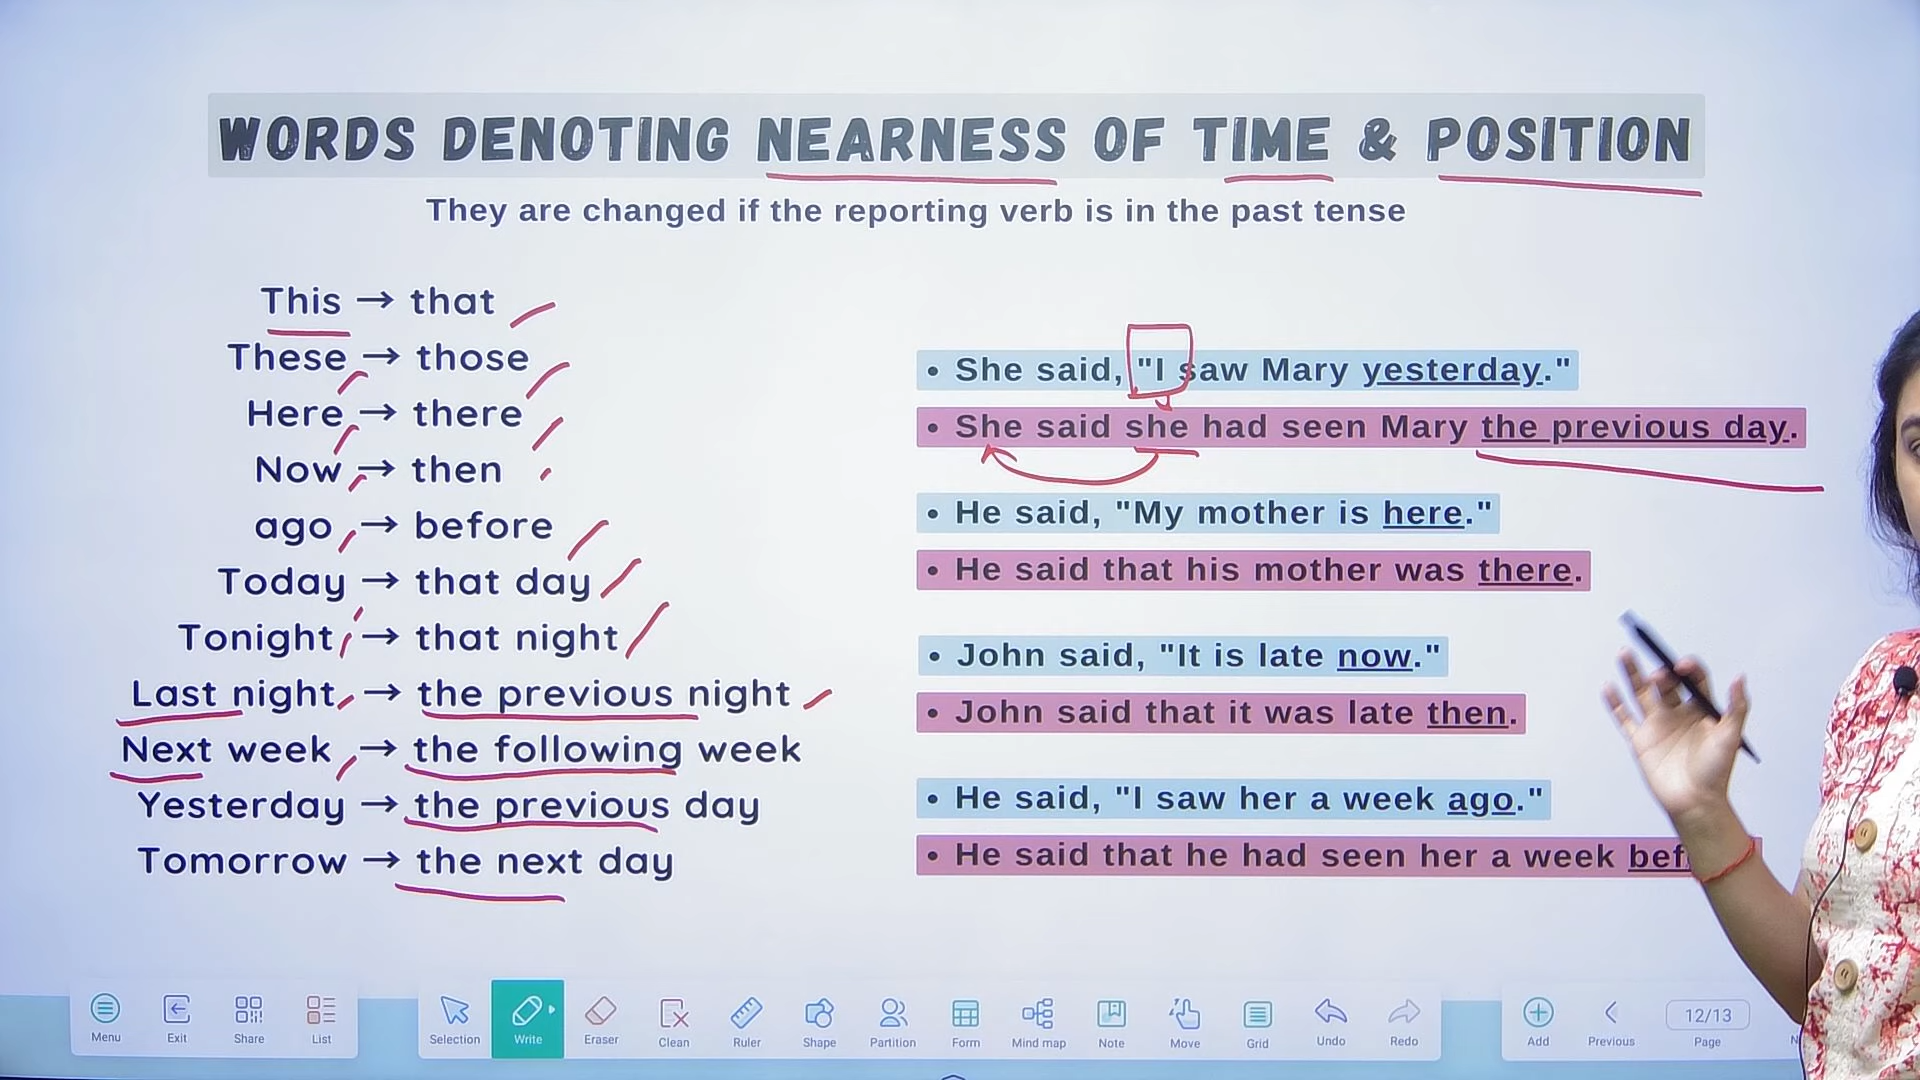 WORDS DENOTING NEARNESS OF TIME & POSITION
They are changed if the reporting verb is in the past tense
This → that
These → those
Here → there
Now → then
ago → before
Today → that day
Tonight → that night
Last night → the previous night
Next week → the following week
Yesterday → the previous day
Tomorrow → the next day
• She said, "I saw Mary yesterday."
• She said she had seen Mary the previous day.
• He said, "My mother is here."
• He said that his mother was there.
• John said, "It is late now."
• John said that it was late then.
• He said, "I saw her a week ago."
• He said that he had seen her a week bef
Menu
Exit
Share
List
Selection
Write
Eraser
Clean
Ruler
Shape
Partition
Form
Mind map
Note
Move
Grid
Undo
Redo
Add
Previous
12/13
Page